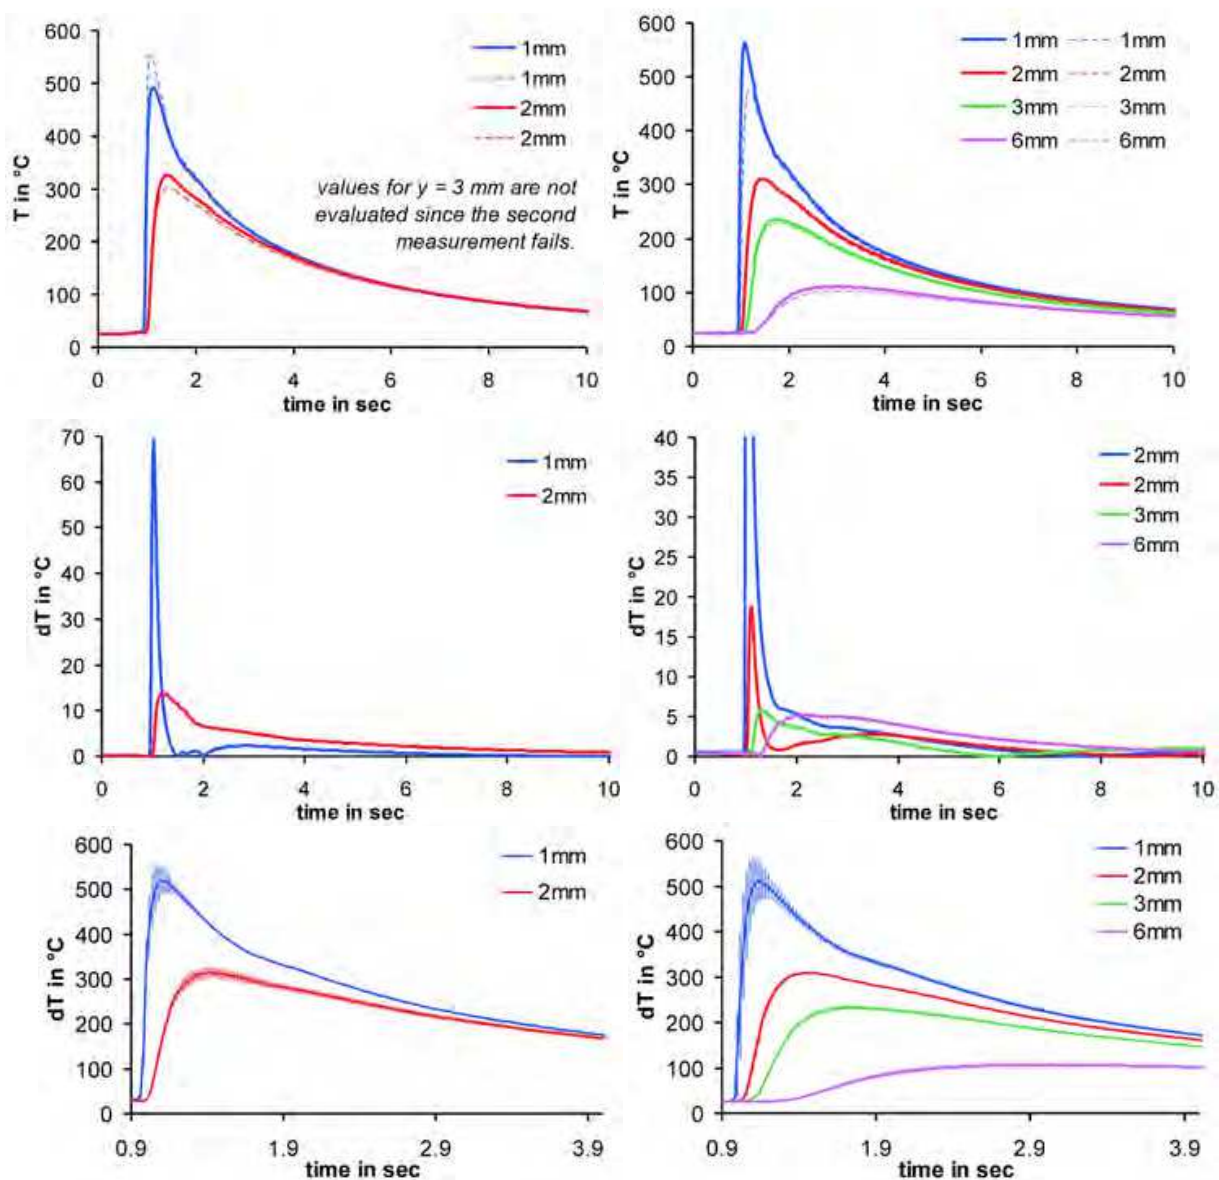 600
500
400
300
200
100
0
T in °C
1mm
1mm
2mm
2mm
values for y = 3 mm are not
evaluated since the second
measurement fails.
0 2 4 6 8 10
time in sec
600
500
400
300
200
100
0
T in °C
1mm 1mm
2mm 2mm
3mm 3mm
6mm 6mm
0 2 4 6 8 10
time in sec
70
60
50
40
30
20
10
0
dT in °C
1mm
2mm
0 2 4 6 8 10
time in sec
40
35
30
25
20
15
10
5
0
dT in °C
2mm
2mm
3mm
6mm
0 2 4 6 8 10
time in sec
600
500
400
300
200
100
0
dT in °C
1mm
2mm
0.9 1.9 2.9 3.9
time in sec
600
500
400
300
200
100
0
dT in °C
1mm
2mm
3mm
6mm
0.9 1.9 2.9 3.9
time in sec